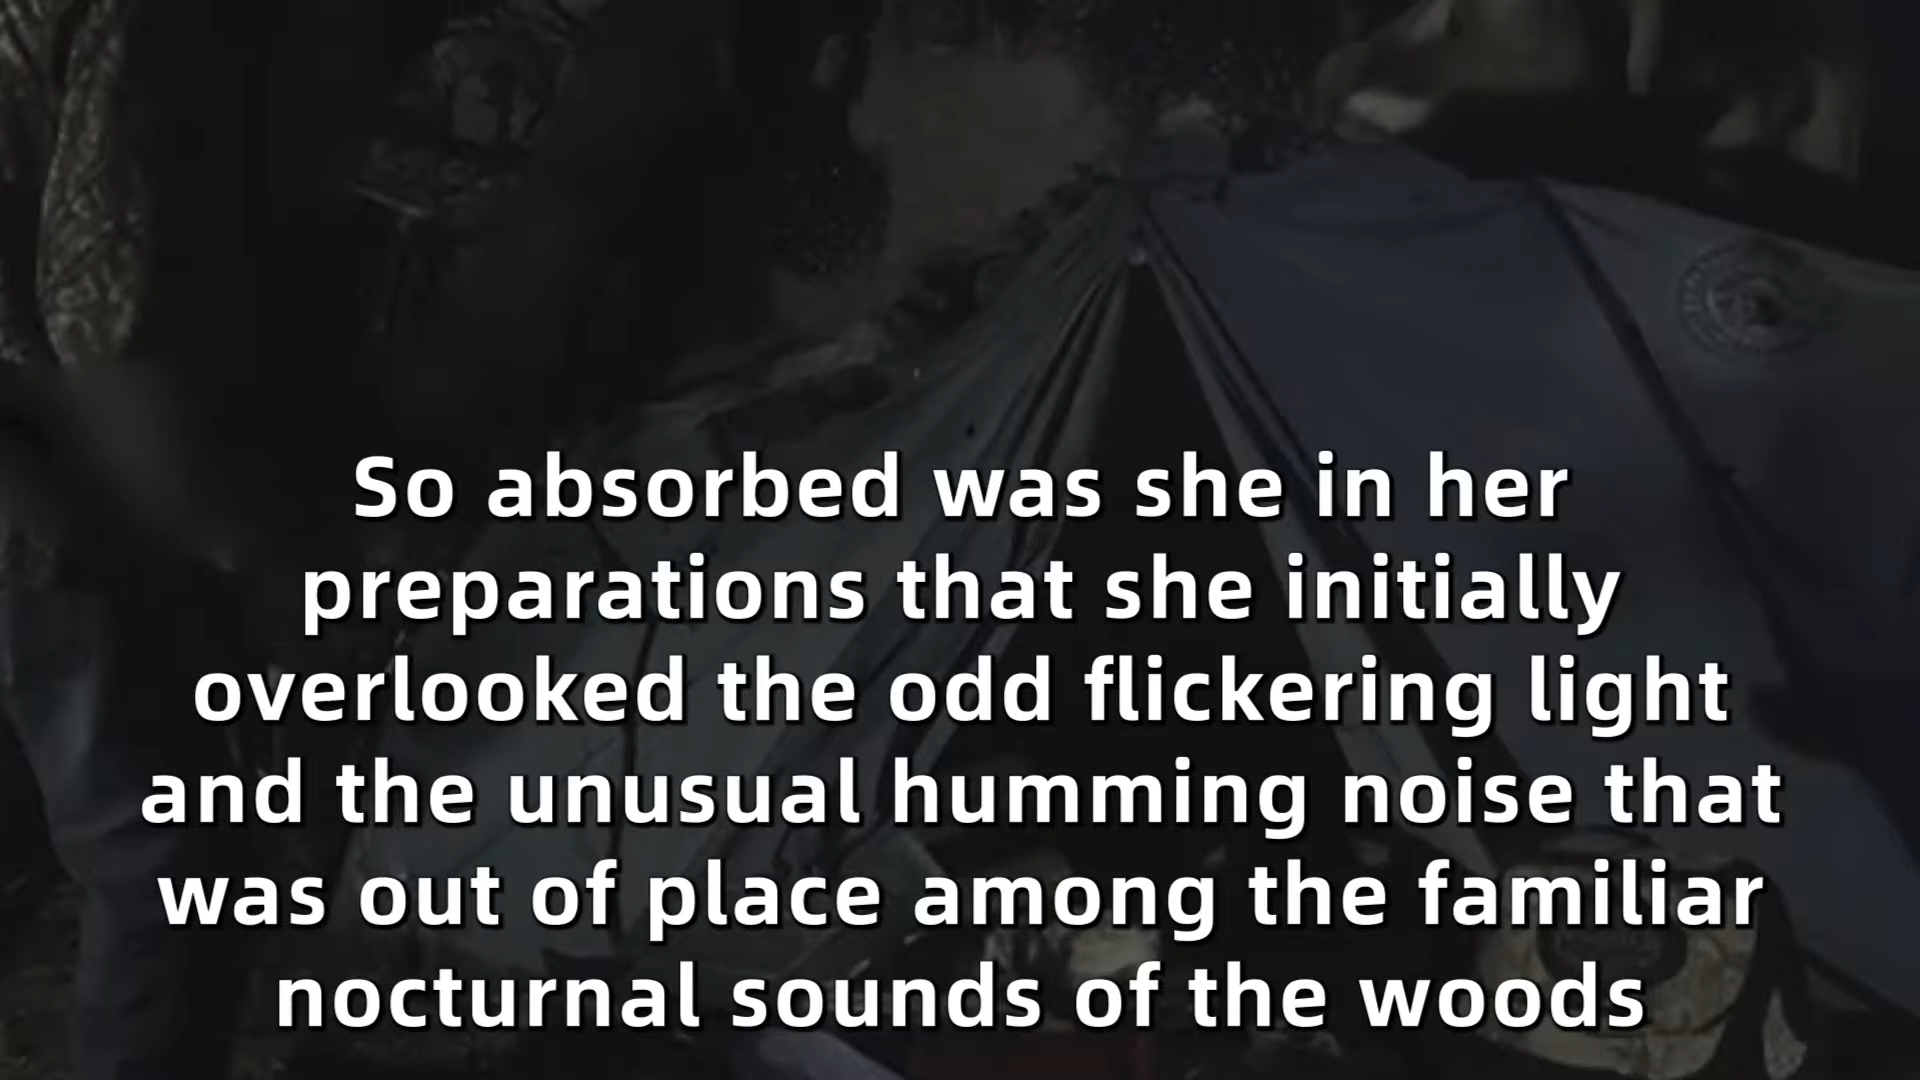 So absorbed was she in her
preparations that she initially
overlooked the odd flickering light
and the unusual humming noise that
was out of place among the familiar
nocturnal sounds of the woods